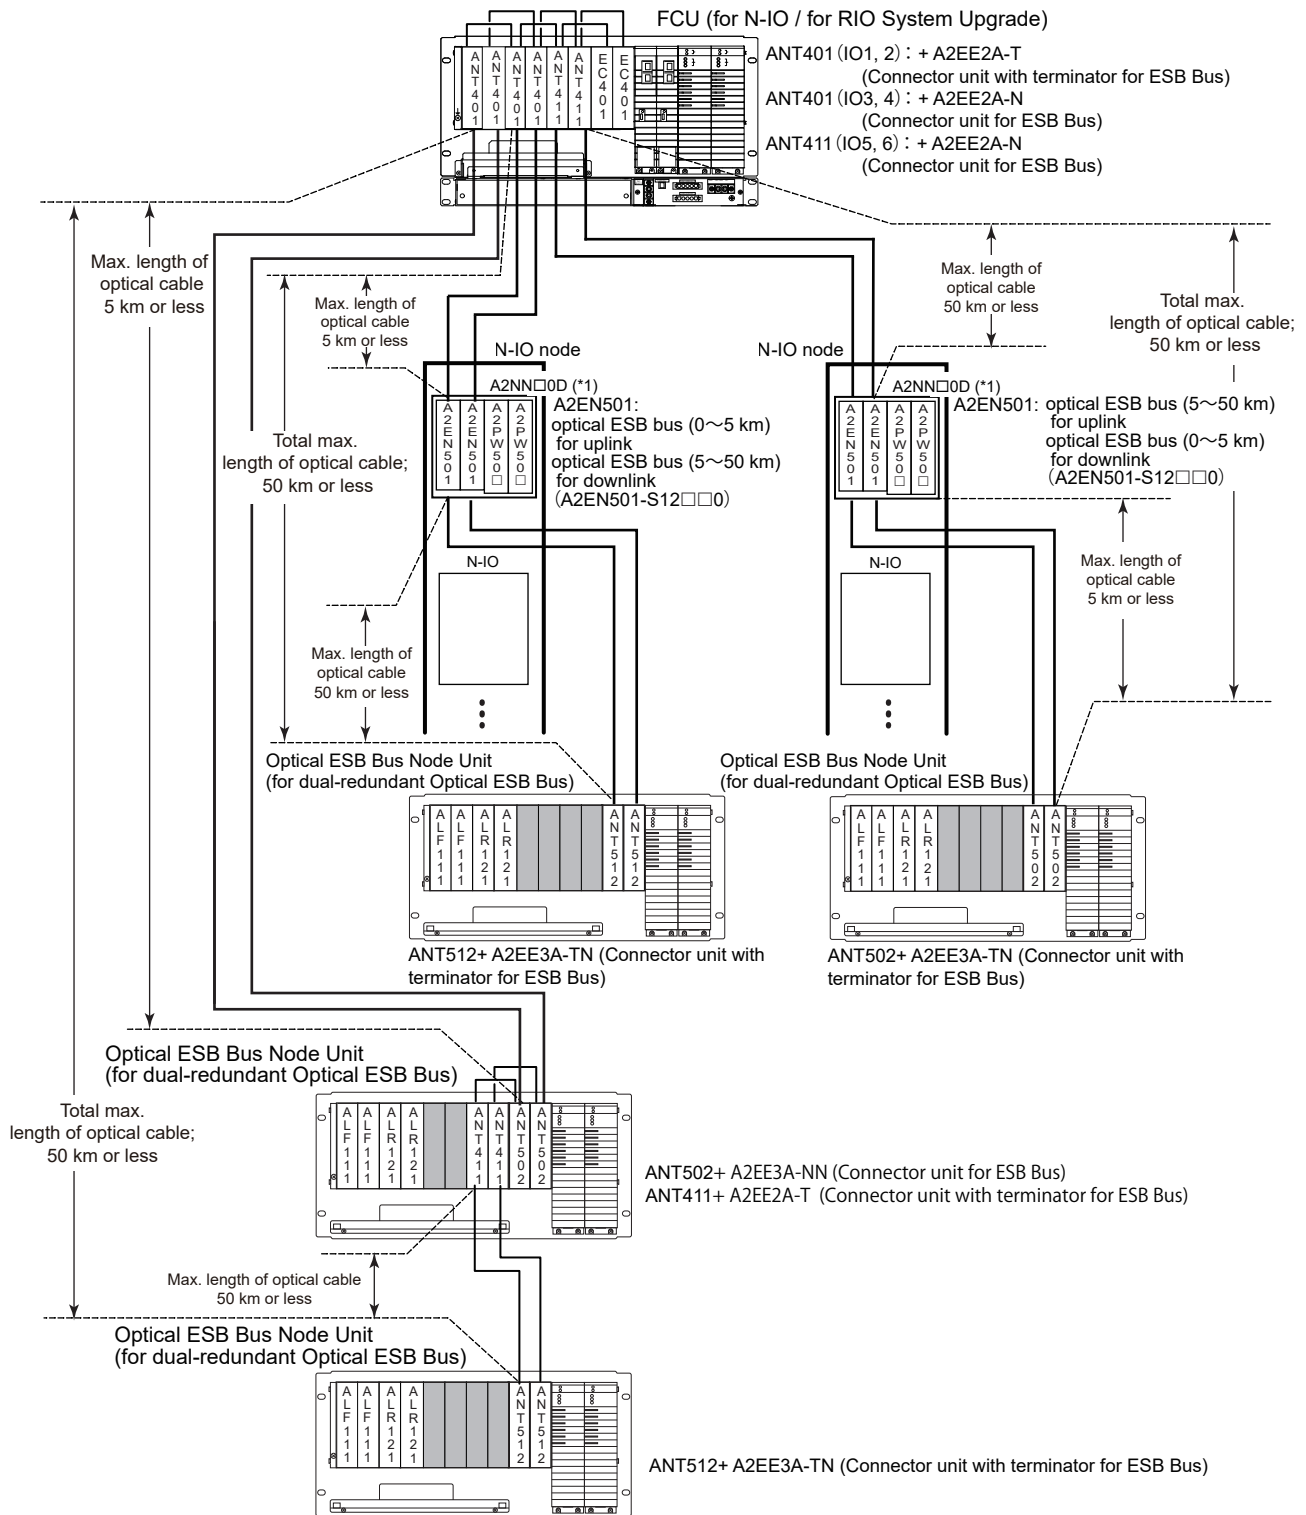 FCU (for N-IO / for RIO System Upgrade)
ANT401
ANT401
ANT401
ANT401
ANT411
ANT411
EC401
EC401
ANT401 (IO1, 2) : + A2EE2A-T
(Connector unit with terminator for ESB Bus)
ANT401 (IO3, 4) : + A2EE2A-N
(Connector unit for ESB Bus)
ANT411 (IO5, 6) : + A2EE2A-N
(Connector unit for ESB Bus)
Max. length of
optical cable
5 km or less
Max. length of
optical cable
5 km or less
Max. length of
optical cable
50 km or less
Total max.
length of optical cable;
50 km or less
N-IO node
A2NN□0D (*1)
A2EN501
A2EN501
A2PW50□
A2PW50□
A2EN501:
optical ESB bus (0～5 km)
for uplink
optical ESB bus (5～50 km)
for downlink
(A2EN501-S12□□0)
N-IO node
A2NN□0D (*1)
A2EN501
A2EN501
A2PW50□
A2PW50□
A2EN501: optical ESB bus (5～50 km)
for uplink
optical ESB bus (0～5 km)
for downlink
(A2EN501-S12□□0)
Total max.
length of optical cable;
50 km or less
N-IO
N-IO
Max. length of
optical cable
5 km or less
Max. length of
optical cable
50 km or less
Optical ESB Bus Node Unit
(for dual-redundant Optical ESB Bus)
ALF111
ALF111
ALR121
ALR121
ANT512
ANT512
ANT512+ A2EE3A-TN (Connector unit with
terminator for ESB Bus)
Optical ESB Bus Node Unit
(for dual-redundant Optical ESB Bus)
ALF111
ALF111
ALR121
ALR121
ANT502
ANT502
ANT502+ A2EE3A-TN (Connector unit with
terminator for ESB Bus)
Optical ESB Bus Node Unit
(for dual-redundant Optical ESB Bus)
ALF111
ALF111
ALR121
ALR121
ANT411
ANT411
ANT502
ANT502
Total max.
length of optical cable;
50 km or less
ANT502+ A2EE3A-NN (Connector unit for ESB Bus)
ANT411+ A2EE2A-T (Connector unit with terminator for ESB Bus)
Max. length of optical cable
50 km or less
Optical ESB Bus Node Unit
(for dual-redundant Optical ESB Bus)
ALF111
ALF111
ALR121
ALR121
ANT512
ANT512
ANT512+ A2EE3A-TN (Connector unit with terminator for ESB Bus)